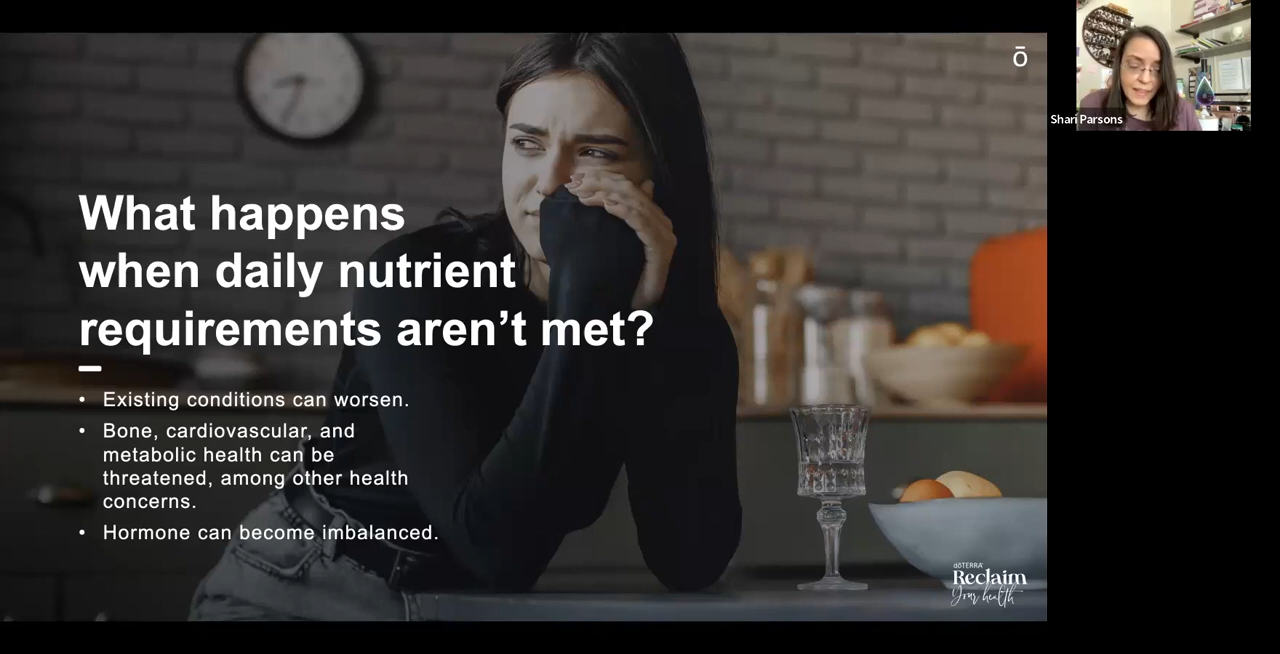 ō
Shari Parsons
What happens
when daily nutrient
requirements aren’t met?
• Existing conditions can worsen.
• Bone, cardiovascular, and
metabolic health can be
threatened, among other health
concerns.
• Hormone can become imbalanced.
dōTERRA
Reclaim
Your health